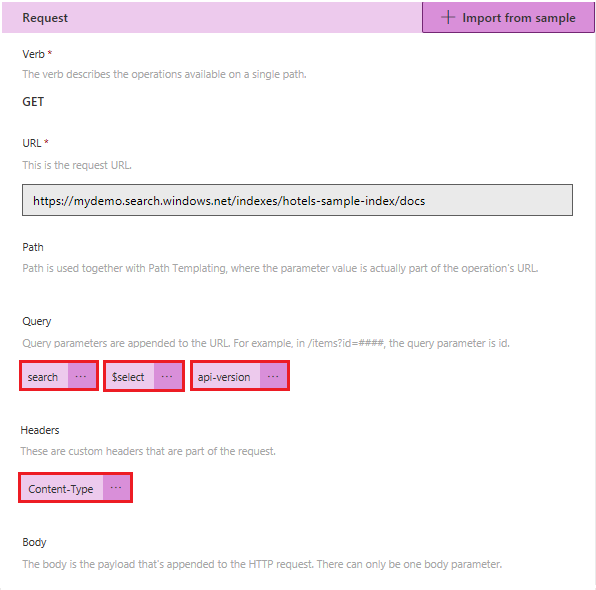 Request
+ Import from sample
Verb *
The verb describes the operations available on a single path.
GET
URL *
This is the request URL.
https://mydemo.search.windows.net/indexes/hotels-sample-index/docs
Path
Path is used together with Path Templating, where the parameter value is actually part of the operation's URL.
Query
Query parameters are appended to the URL. For example, in /items?id=####, the query parameter is id.
search ··· $select ··· api-version ···
Headers
These are custom headers that are part of the request.
Content-Type ···
Body
The body is the payload that's appended to the HTTP request. There can only be one body parameter.